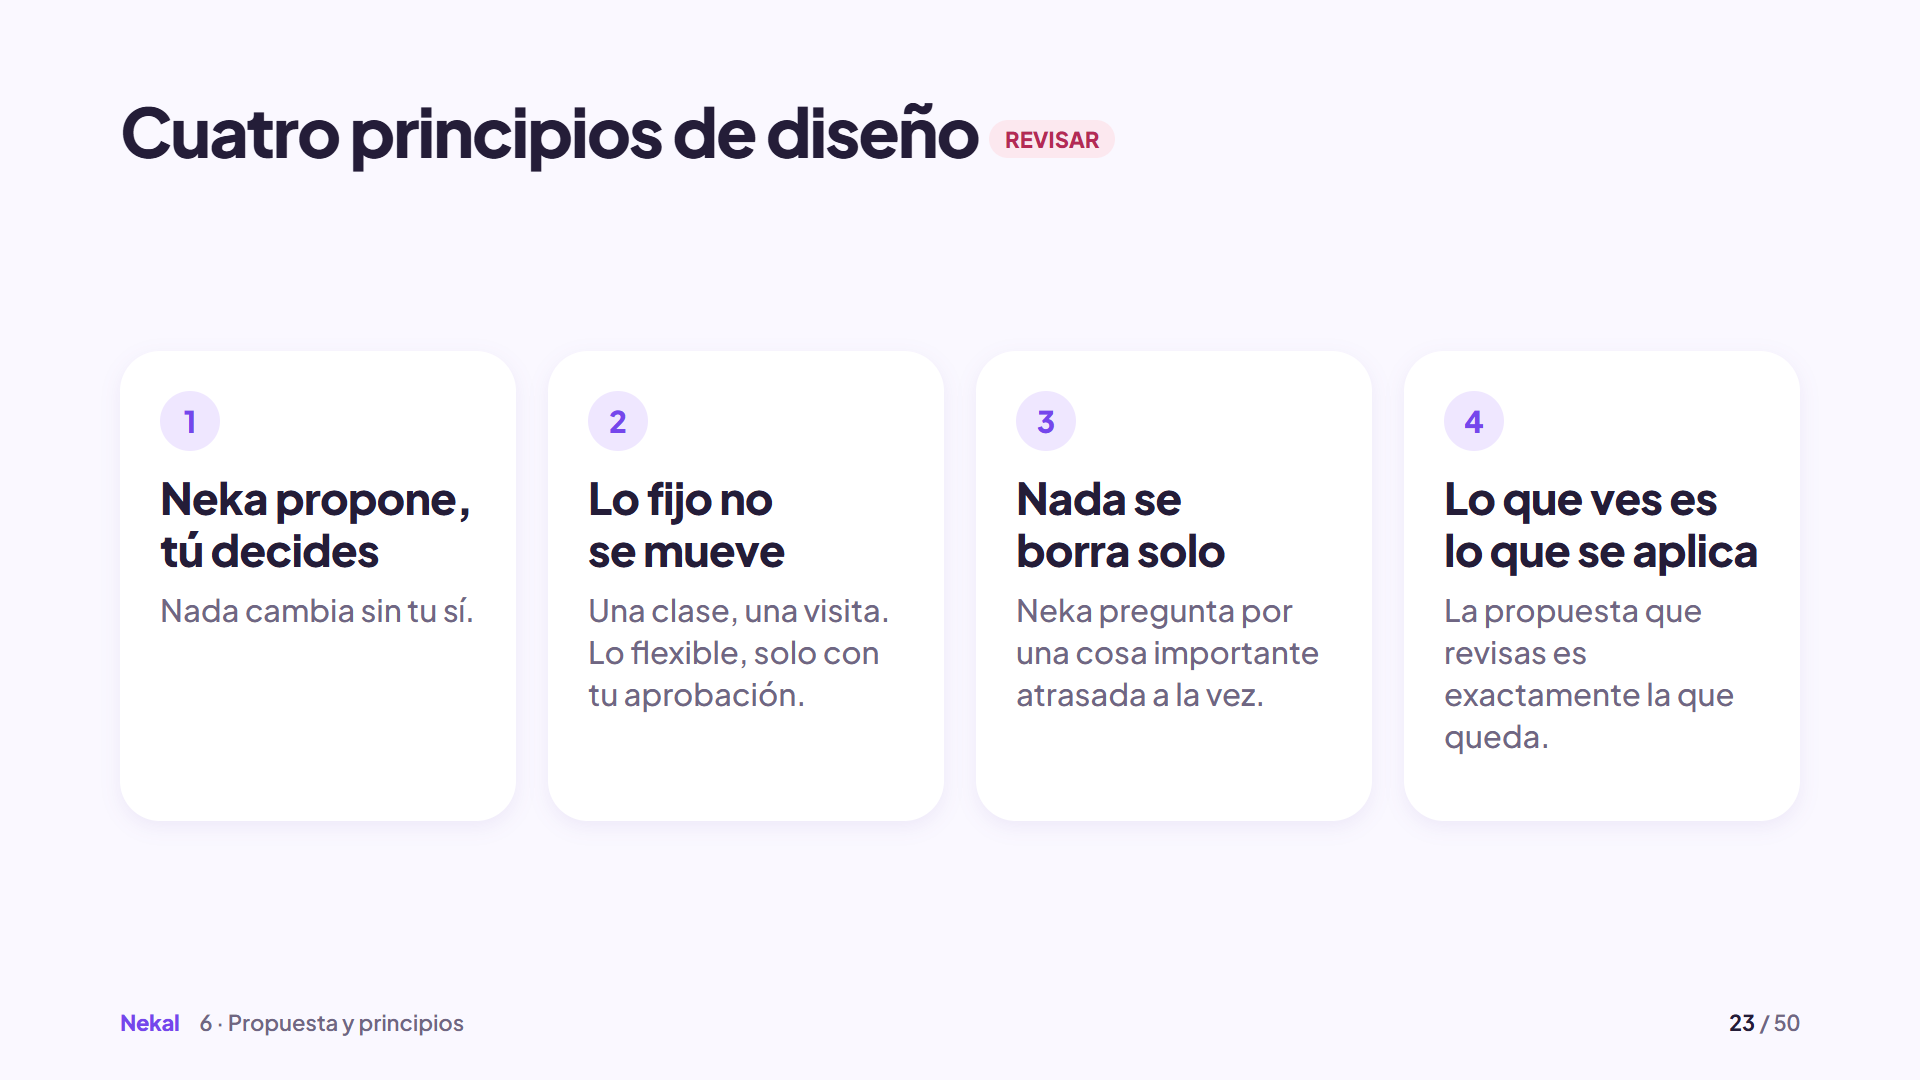 Cuatro principios de diseño REVISAR
1
Neka propone,
tú decides
Nada cambia sin tu sí.
2
Lo fijo no
se mueve
Una clase, una visita.
Lo flexible, solo con
tu aprobación.
3
Nada se
borra solo
Neka pregunta por
una cosa importante
atrasada a la vez.
4
Lo que ves es
lo que se aplica
La propuesta que
revisas es
exactamente la que
queda.
Nekal 6 · Propuesta y principios
23 / 50